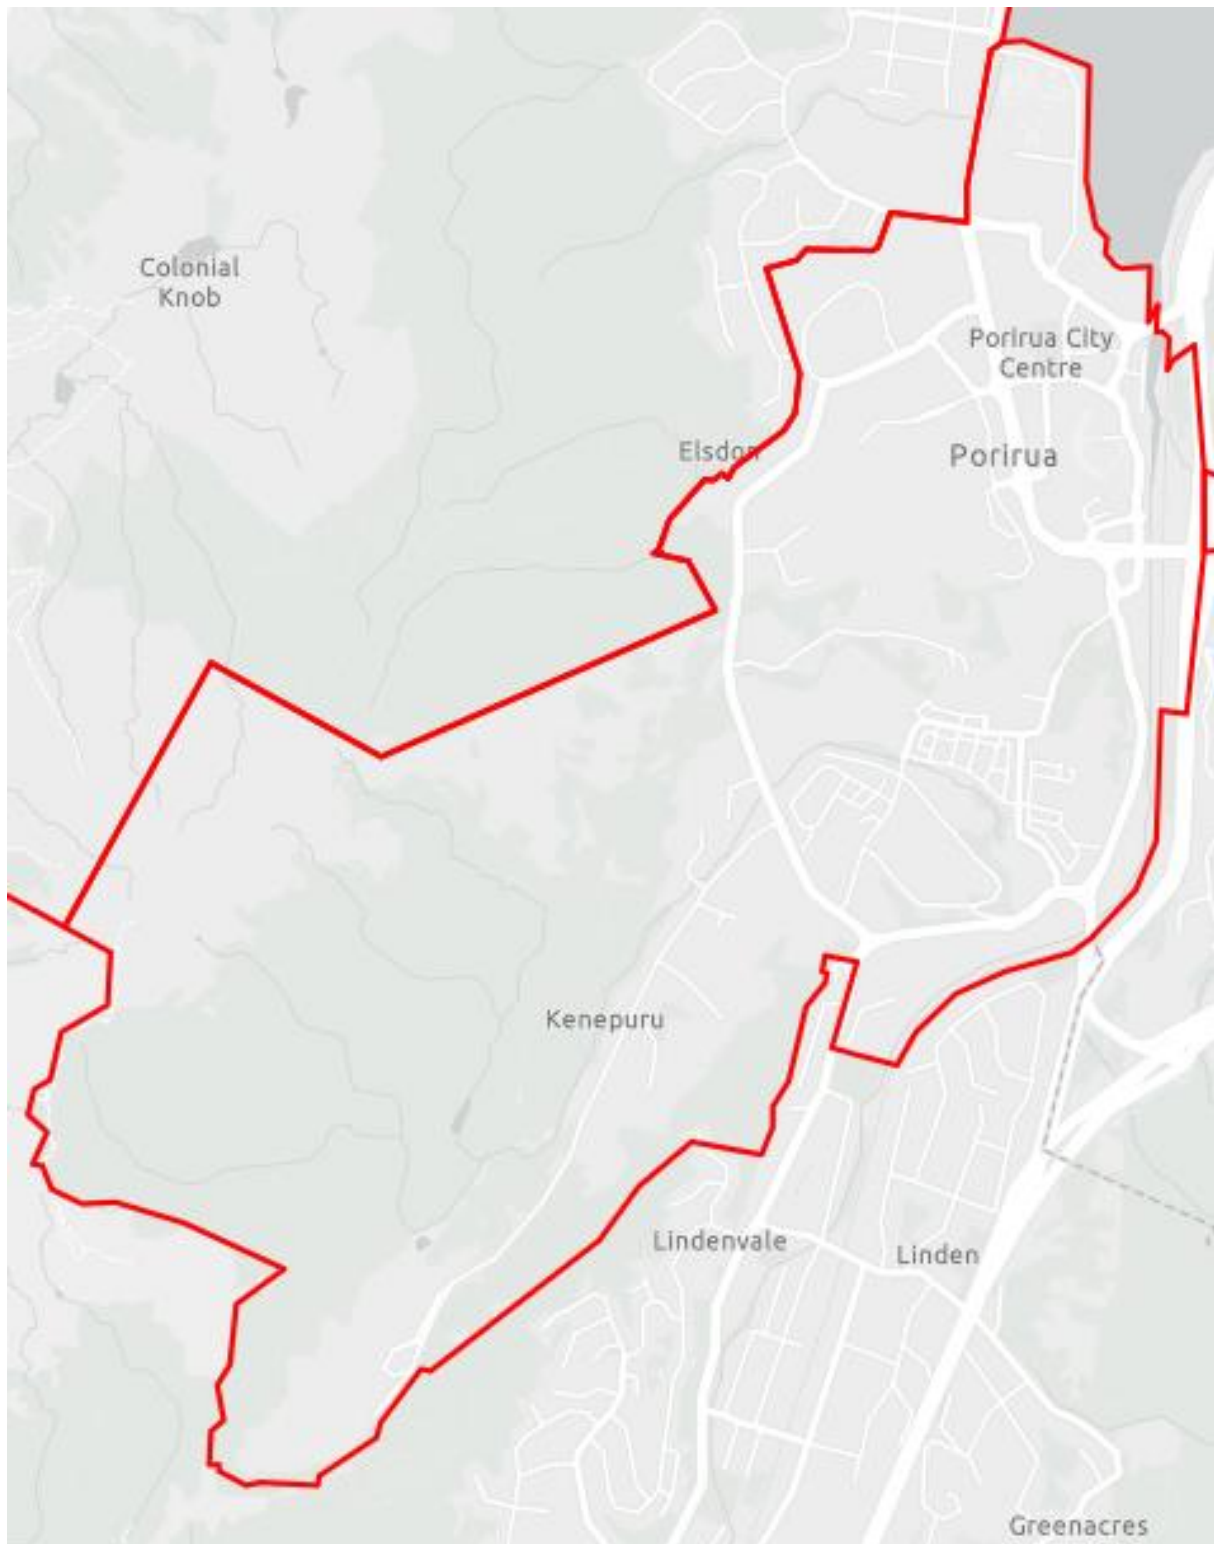 Colonial
Knob
Porirua City
Centre
Elsdon
Porirua
Kenepuru
Lindenvale
Linden
Greenacres